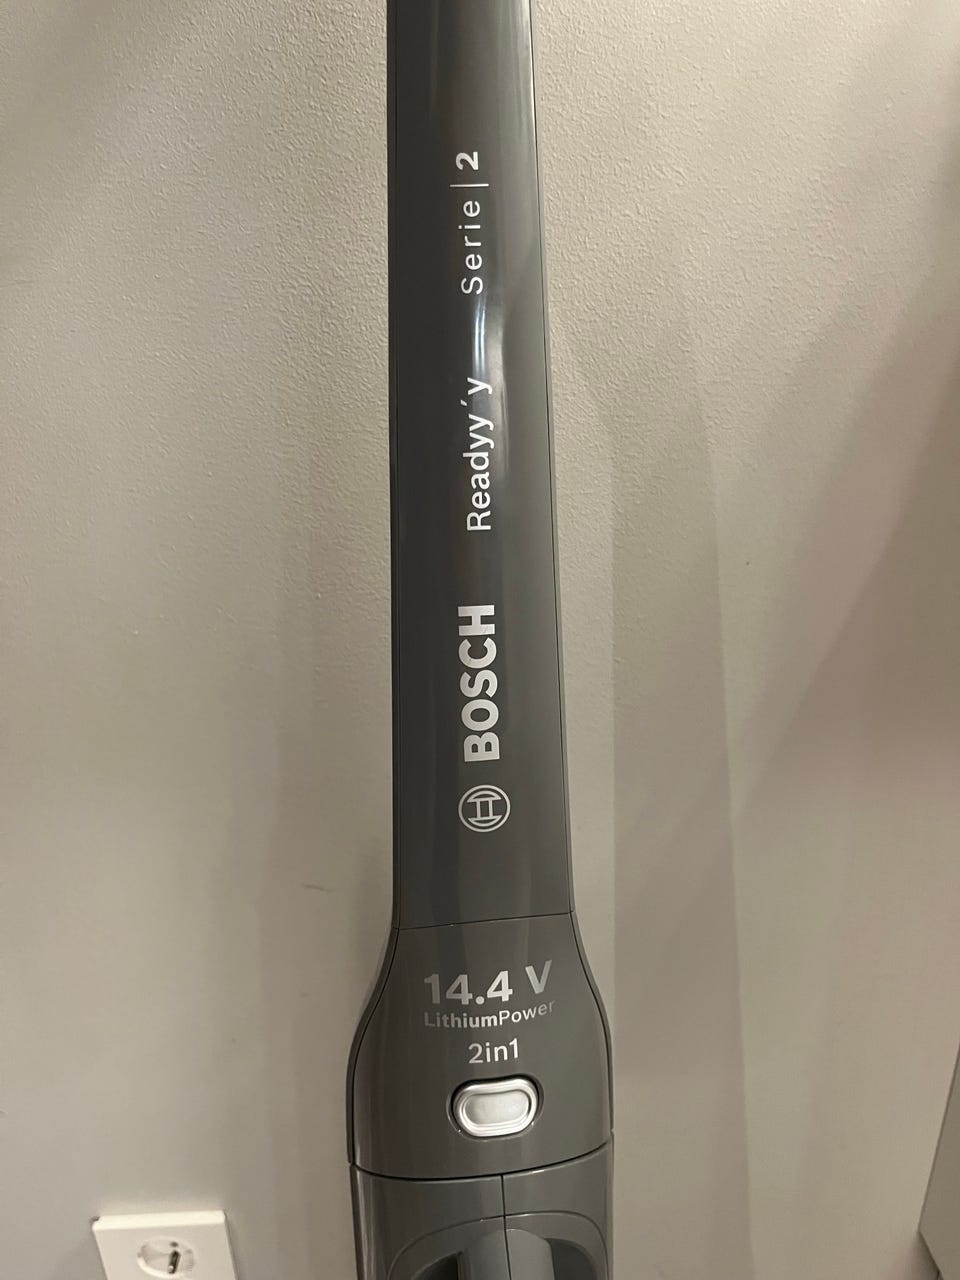 BOSCH Readyy´y Serie|2
14.4 V
LithiumPower
2in1